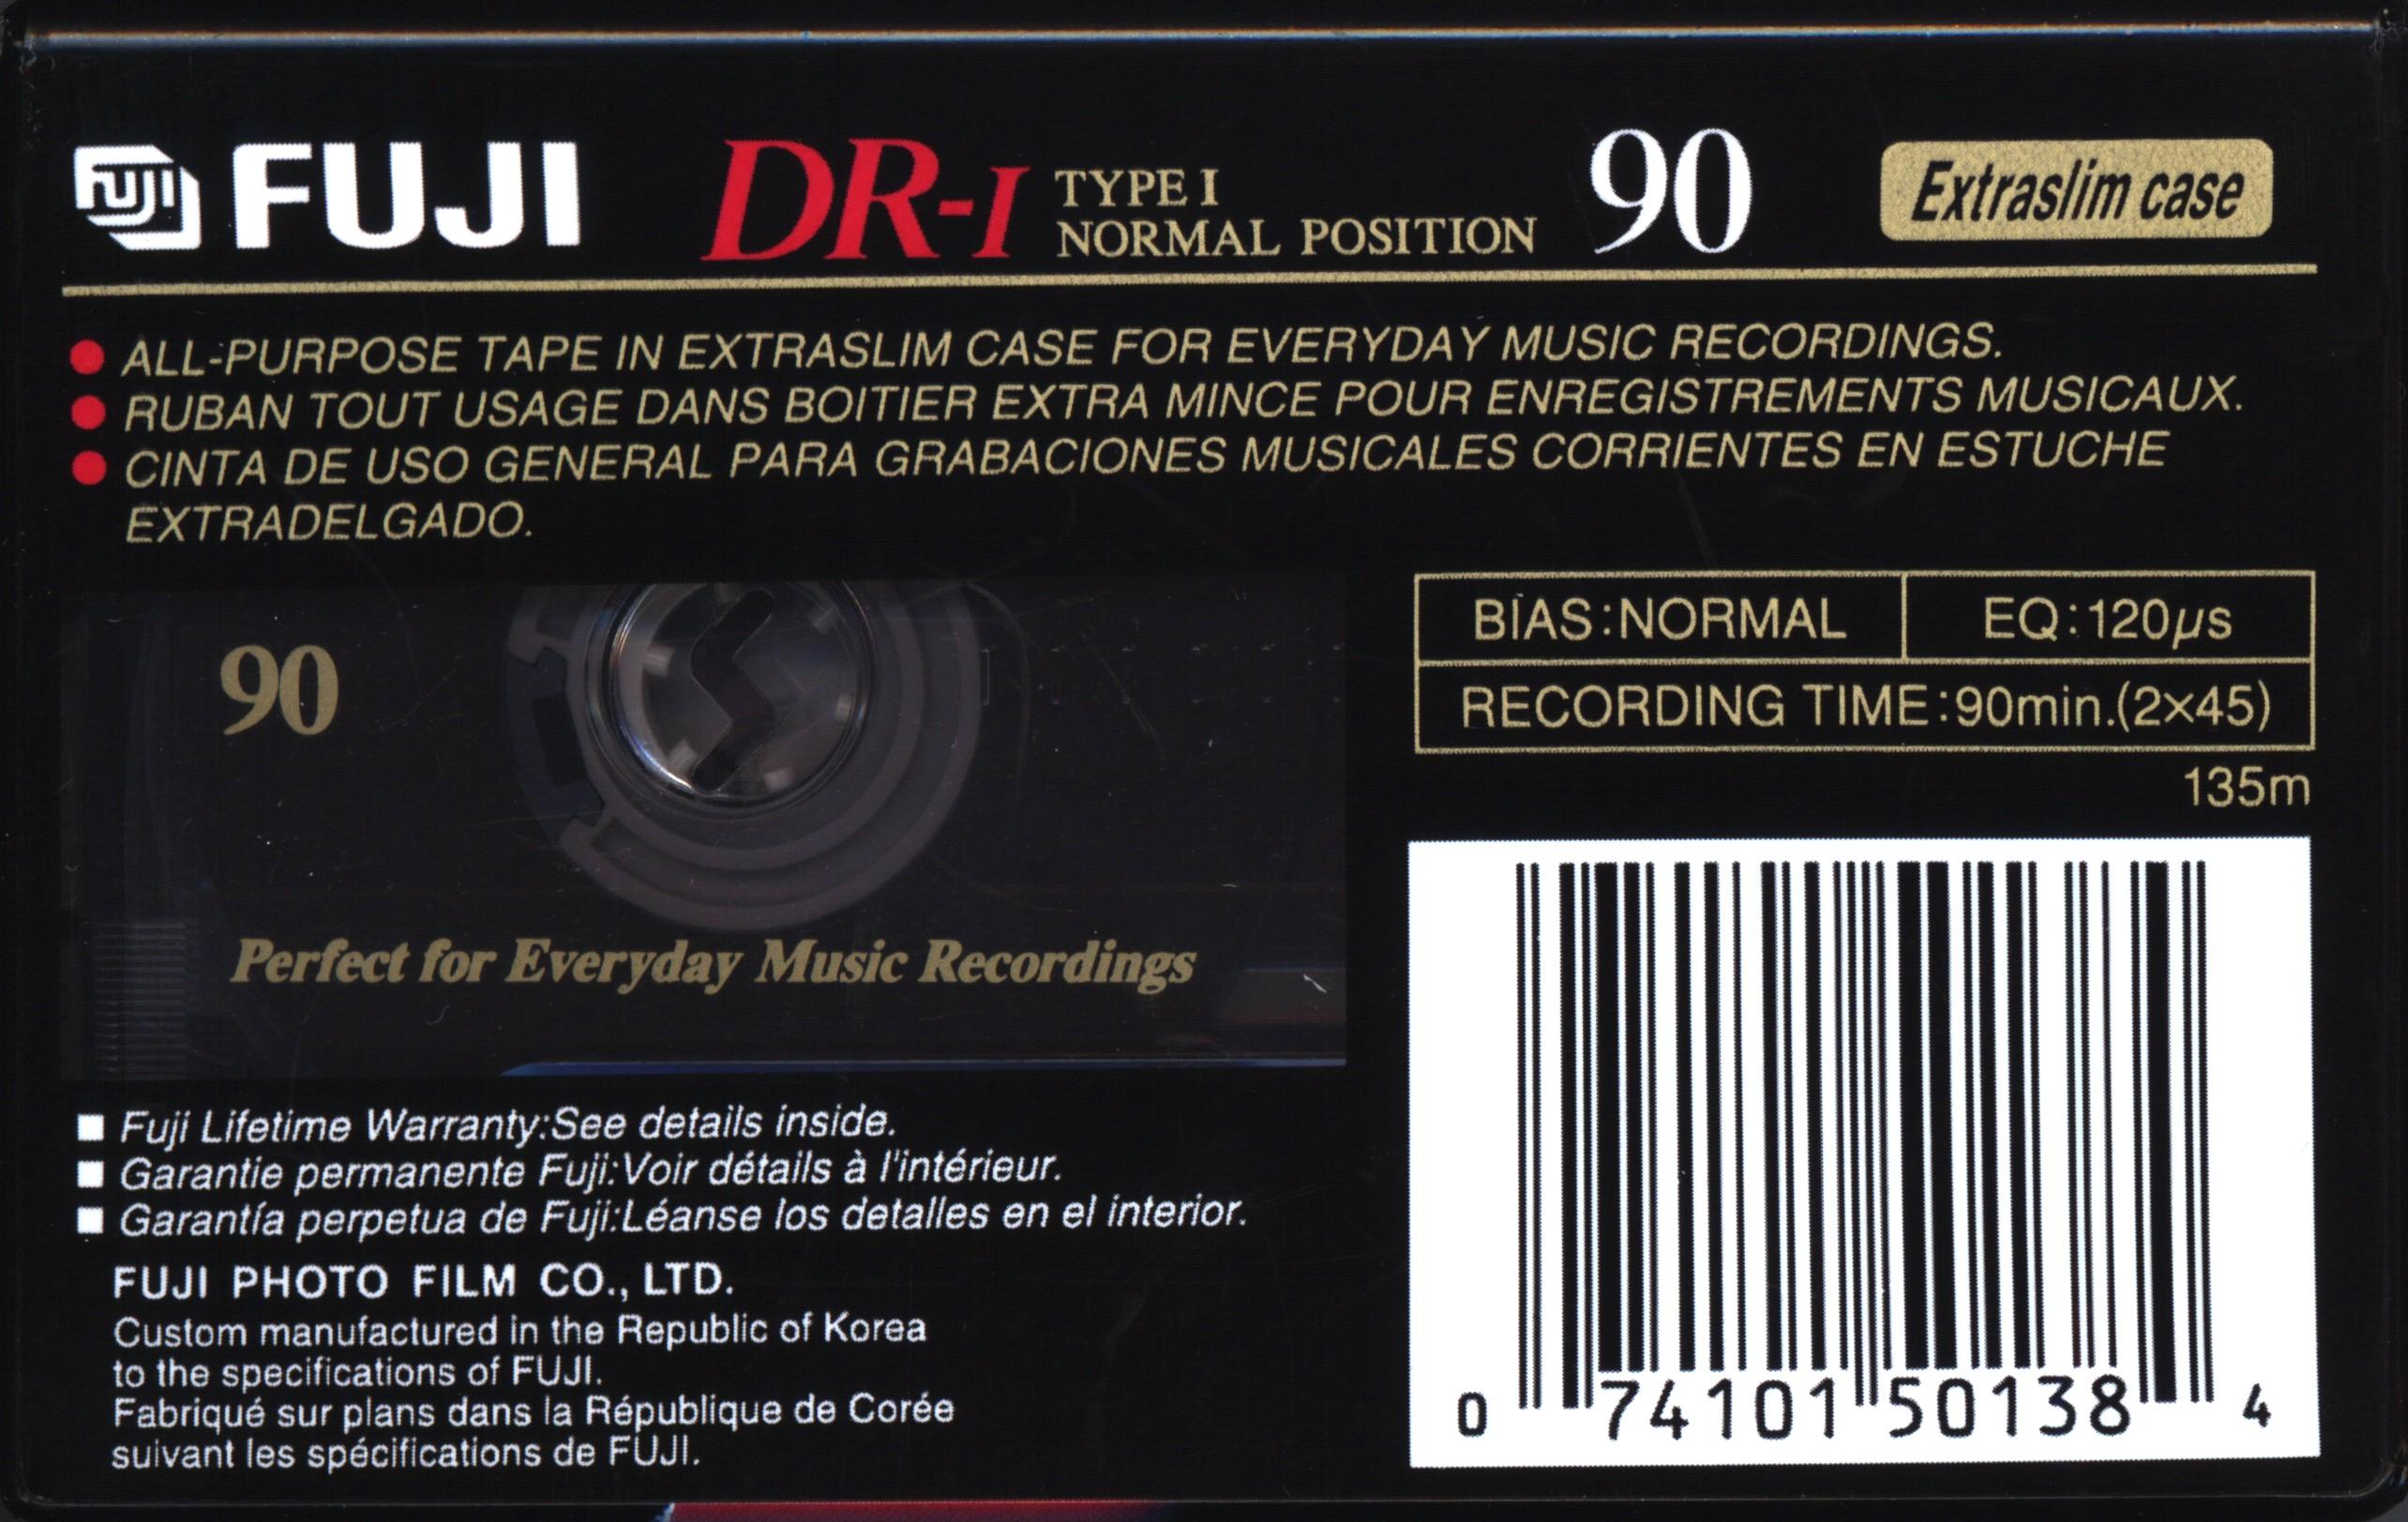 FUJI FUJI DR-I TYPE I NORMAL POSITION 90 Extraslim case
ALL-PURPOSE TAPE IN EXTRASLIM CASE FOR EVERYDAY MUSIC RECORDINGS.
RUBAN TOUT USAGE DANS BOITIER EXTRA MINCE POUR ENREGISTREMENTS MUSICAUX.
CINTA DE USO GENERAL PARA GRABACIONES MUSICALES CORRIENTES EN ESTUCHE
EXTRADELGADO.
90
Perfect for Everyday Music Recordings
BIAS:NORMAL EQ:120µs
RECORDING TIME:90min.(2×45)
135m
■ Fuji Lifetime Warranty:See details inside.
■ Garantie permanente Fuji:Voir détails à l'intérieur.
■ Garantía perpetua de Fuji:Léanse los detalles en el interior.
FUJI PHOTO FILM CO., LTD.
Custom manufactured in the Republic of Korea
to the specifications of FUJI.
Fabriqué sur plans dans la République de Corée
suivant les spécifications de FUJI.
0 74101 50138 4